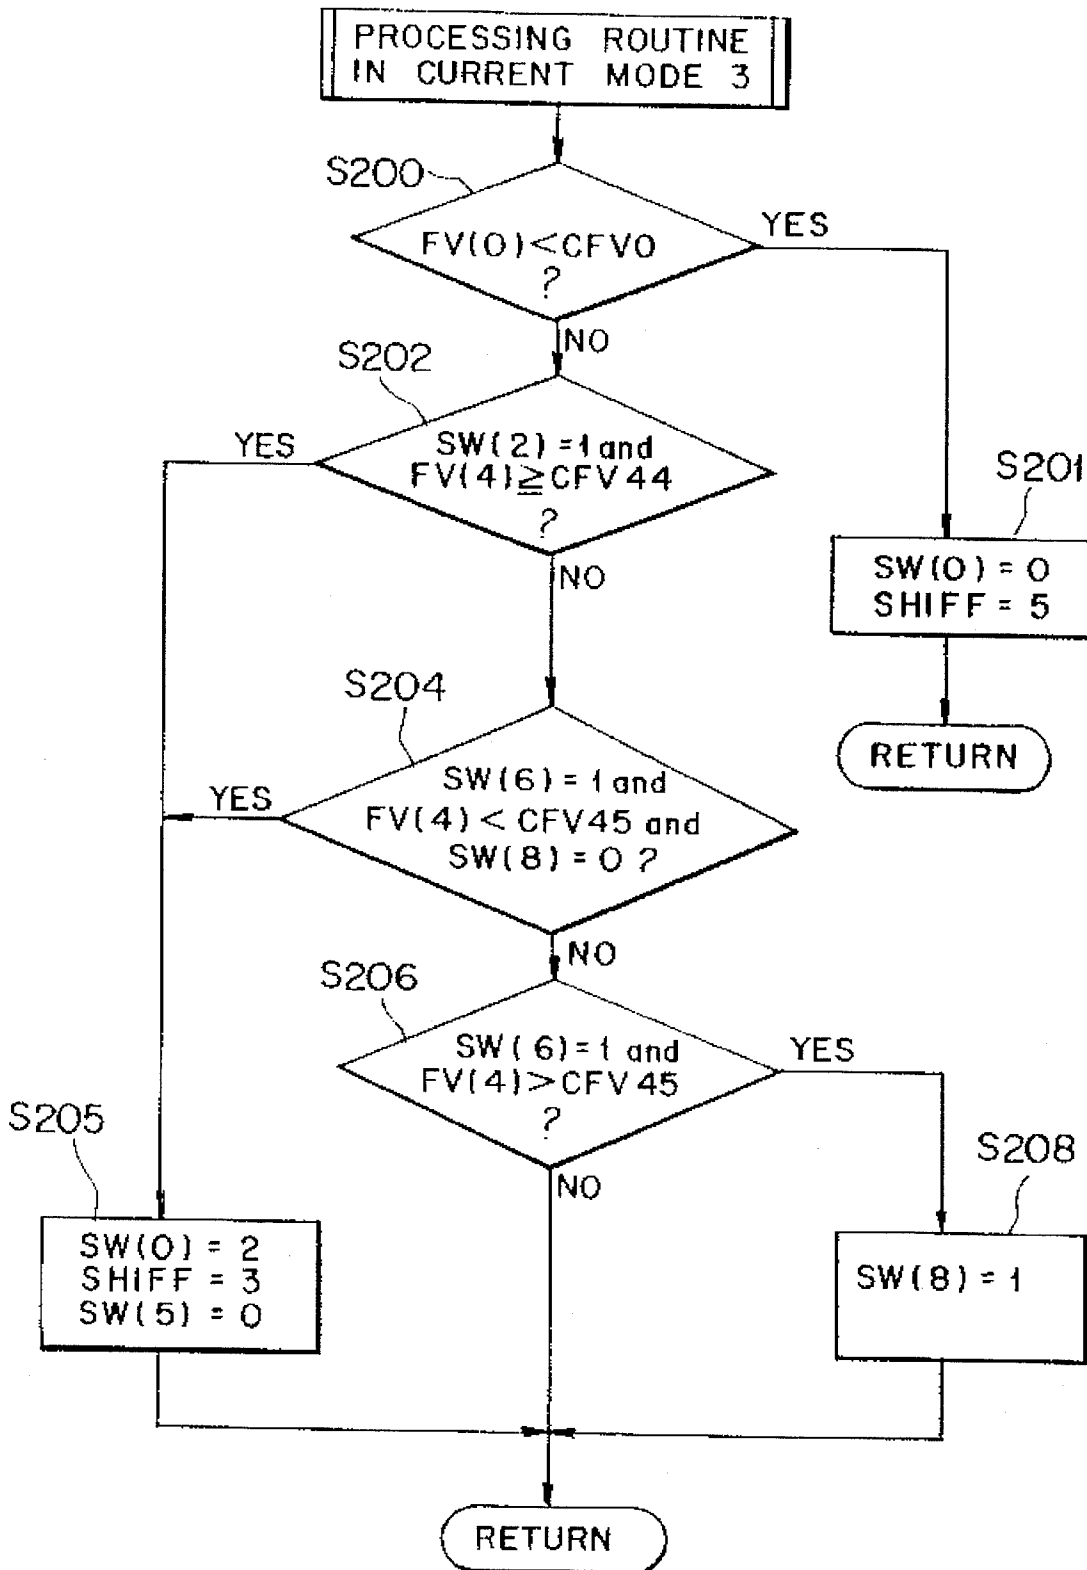 PROCESSING ROUTINE
IN CURRENT MODE 3
S200
FV(0)<CFV0
?
YES
NO
S202
SW(2)=1 and
FV(4)≧CFV44
?
YES
NO
S201
SW(0)=0
SHIFF=5
RETURN
S204
SW(6)=1 and
FV(4)<CFV45 and
SW(8)=0 ?
YES
NO
S206
SW(6)=1 and
FV(4)>CFV45
?
YES
NO
S205
SW(0)=2
SHIFF=3
SW(5)=0
S208
SW(8)=1
RETURN